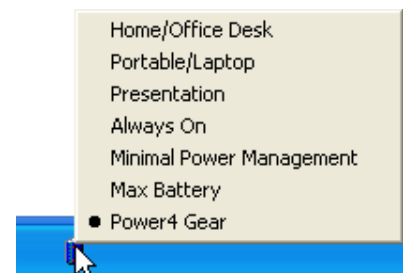 Home/Office Desk
Portable/Laptop
Presentation
Always On
Minimal Power Management
Max Battery
Power4 Gear